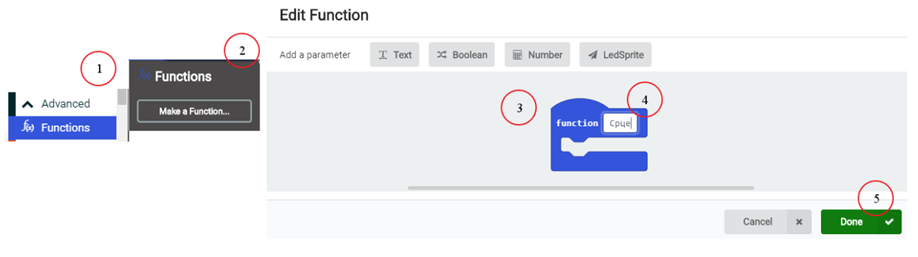 Edit Function
1
2
Advanced
Functions
Functions
Make a Function...
Add a parameter
Text
Boolean
Number
LedSprite
3
4
function Срце
5
Cancel
Done